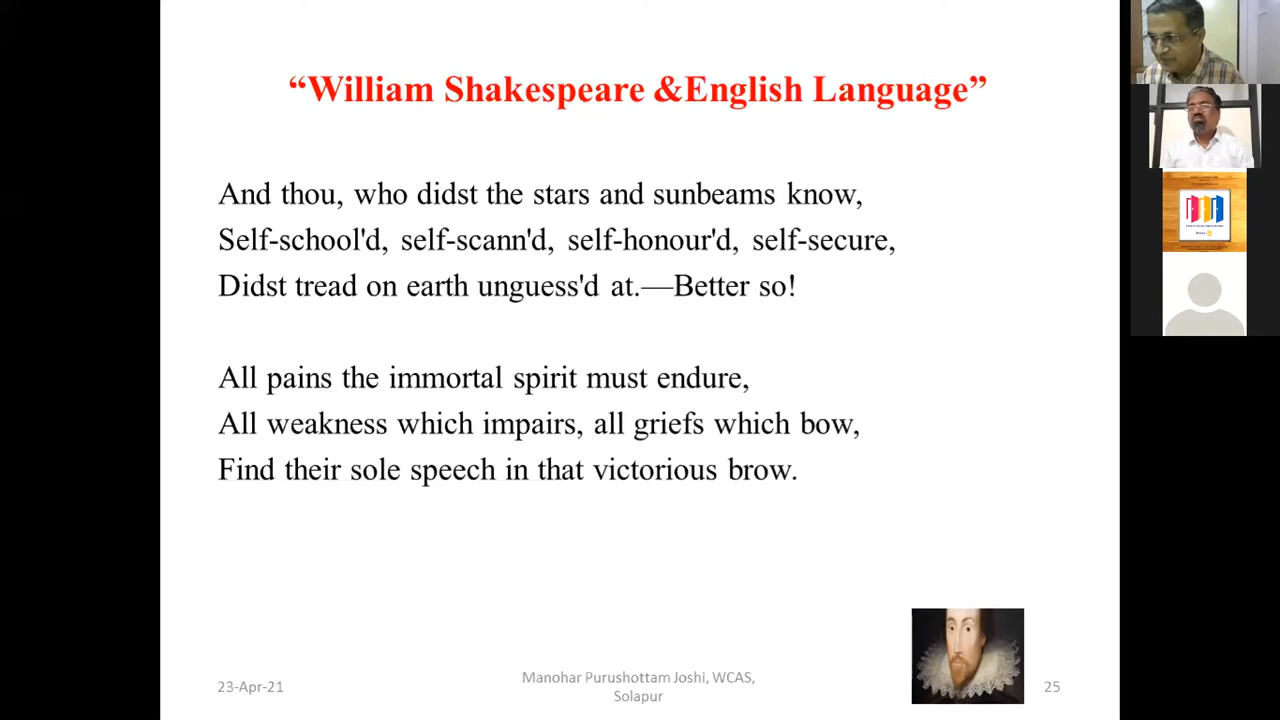 “William Shakespeare &English Language”
And thou, who didst the stars and sunbeams know,
Self-school'd, self-scann'd, self-honour'd, self-secure,
Didst tread on earth unguess'd at.—Better so!
All pains the immortal spirit must endure,
All weakness which impairs, all griefs which bow,
Find their sole speech in that victorious brow.
23-Apr-21
Manohar Purushottam Joshi, WCAS,
Solapur
25